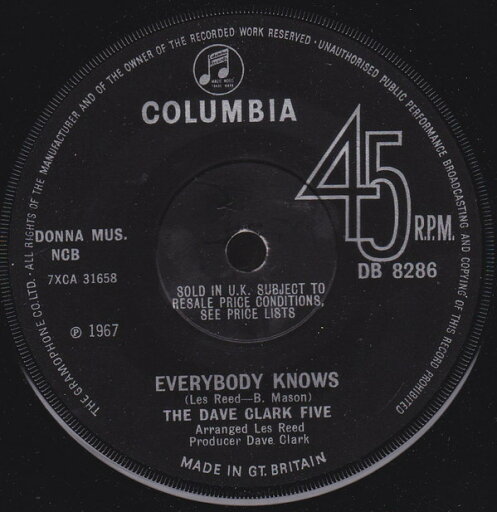 THE GRAMOPHONE CO. LTD. · ALL RIGHTS OF THE MANUFACTURER AND OF THE OWNER OF THE RECORDED WORK RESERVED · UNAUTHORISED PUBLIC PERFORMANCE BROADCASTING AND COPYING OF THIS RECORD PROHIBITED
COLUMBIA
45
R.P.M.
DB 8286
DONNA MUS.
NCB
7XCA 31658
SOLD IN U.K. SUBJECT TO
RESALE PRICE CONDITIONS,
SEE PRICE LISTS
℗ 1967
EVERYBODY KNOWS
(Les Reed—B. Mason)
THE DAVE CLARK FIVE
Arranged Les Reed
Producer Dave Clark
MADE IN GT. BRITAIN